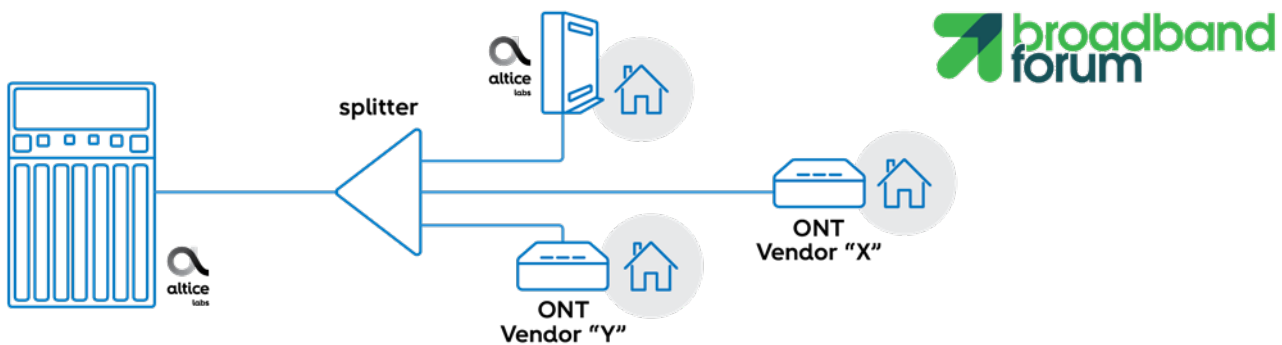 broadband
forum
altice
labs
splitter
ONT
Vendor “X”
altice
labs
ONT
Vendor “Y”